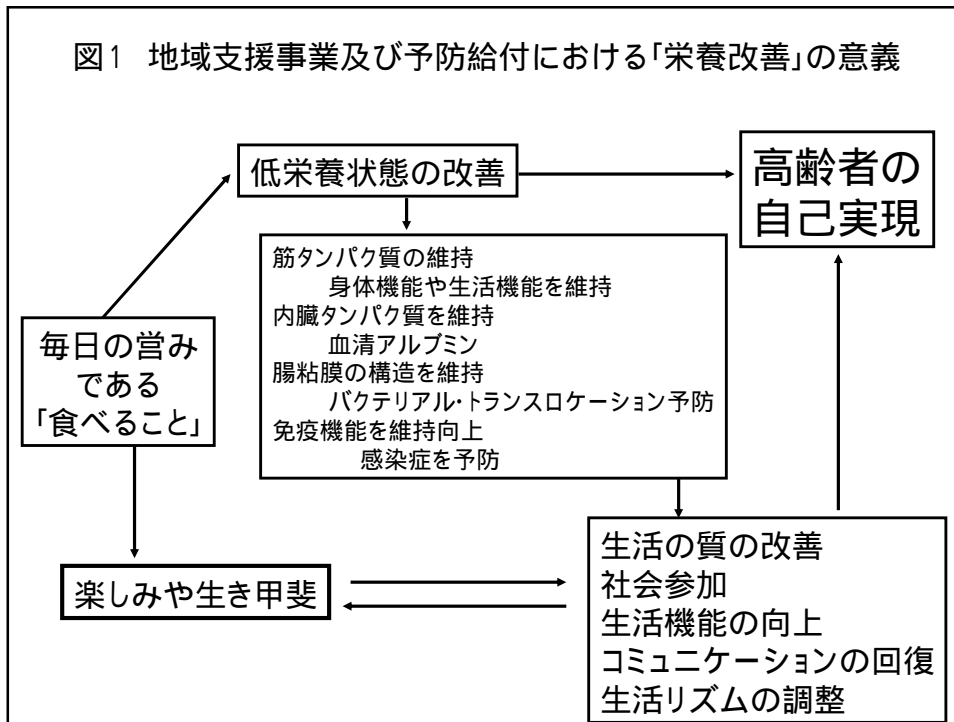 図1 地域支援事業及び予防給付における「栄養改善」の意義
低栄養状態の改善
高齢者の
自己実現
筋タンパク質の維持
身体機能や生活機能を維持
内臓タンパク質を維持
血清アルブミン
腸粘膜の構造を維持
バクテリアル・トランスロケーション予防
免疫機能を維持向上
感染症を予防
毎日の営み
である
「食べること」
楽しみや生き甲斐
生活の質の改善
社会参加
生活機能の向上
コミュニケーションの回復
生活リズムの調整